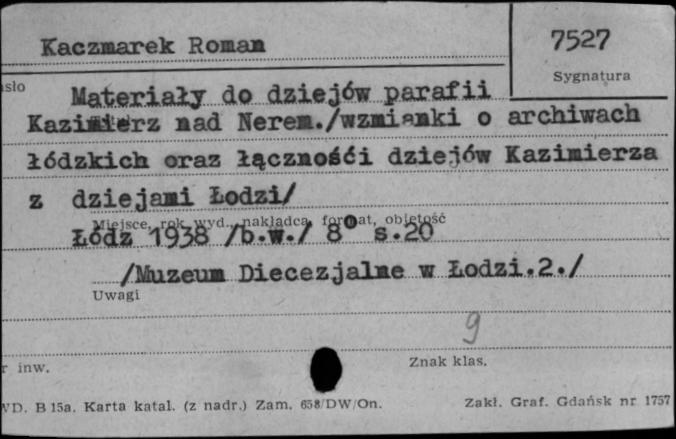 Kaczmarek Roman
7527
Sygnatura
Materiały do dziejów parafii
Kazimierz nad Nerem./wzmianki o archiwach
łódzkich oraz łącznośći dziejów Kazimierza
z dziejami Łodzi/
Miejsce, rok wyd., nakładca, format, objętość
Łódź 1938 /b.w./ 8° s.20
/Muzeum Diecezjalne w Łodzi.2./
Uwagi
9
inw.
Znak klas.
B 15a. Karta katal. (z nadr.) Zam. 658/DW/On.
Zakł. Graf. Gdańsk nr 1757